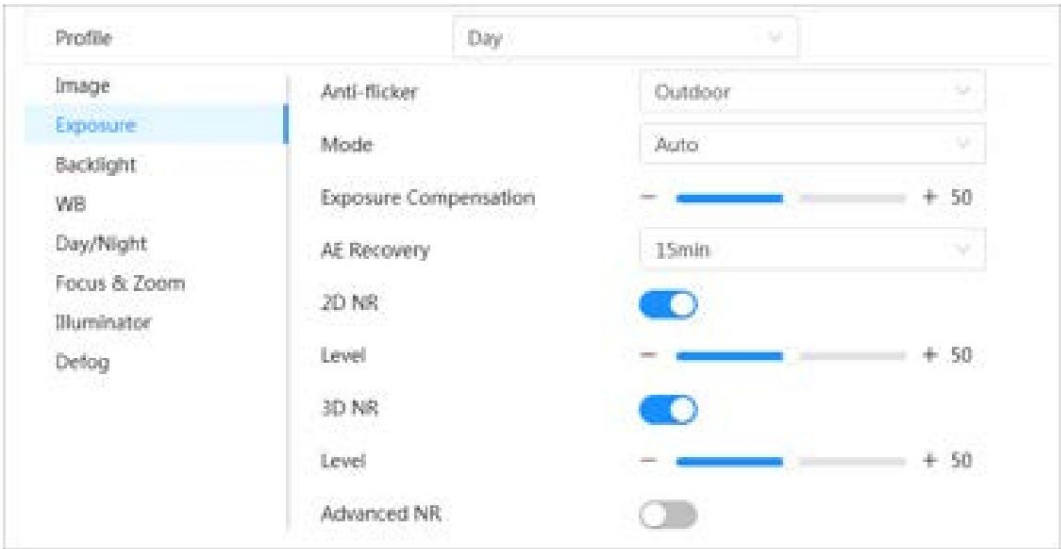 Profile
Day
Image
Exposure
Backlight
WB
Day/Night
Focus & Zoom
Illuminator
Defog
Anti-flicker
Outdoor
Mode
Auto
Exposure Compensation
− + 50
AE Recovery
15min
2D NR
Level
− + 50
3D NR
Level
− + 50
Advanced NR